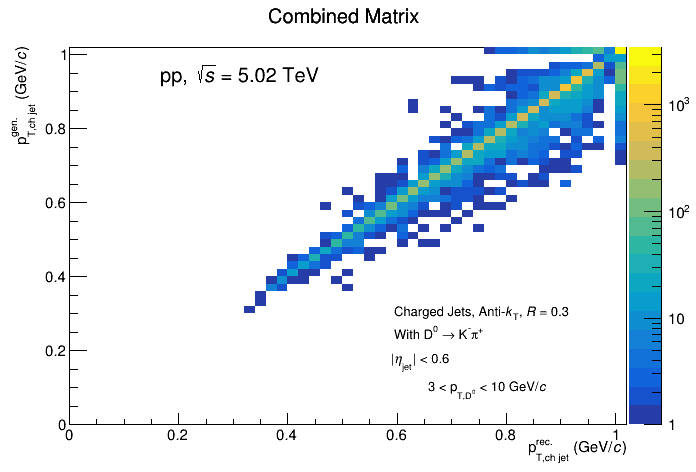 Combined Matrix
p^gen._T,ch jet (GeV/c)
1
0.8
0.6
0.4
0.2
0
pp, √s = 5.02 TeV
Charged Jets, Anti-k_T, R = 0.3
With D^0 → K^-π^+
|η_jet| < 0.6
3 < p_T,D^0 < 10 GeV/c
10^3
10^2
10
1
0 0.2 0.4 0.6 0.8 1
p^rec._T,ch jet (GeV/c)